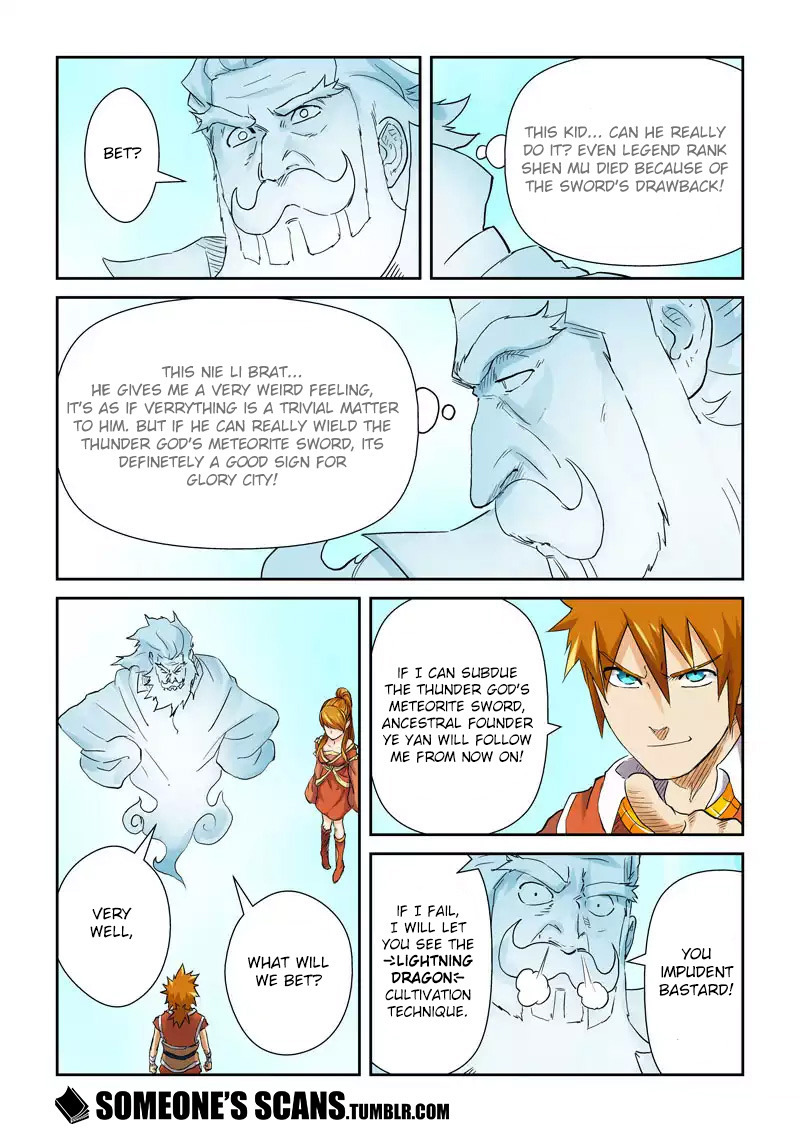 BET?
THIS KID... CAN HE REALLY
DO IT? EVEN LEGEND RANK
SHEN MU DIED BECAUSE OF
THE SWORD'S DRAWBACK!
THIS NIE LI BRAT...
HE GIVES ME A VERY WEIRD FEELING,
IT'S AS IF VERRYTHING IS A TRIVIAL MATTER
TO HIM. BUT IF HE CAN REALLY WIELD THE
THUNDER GOD'S METEORITE SWORD, ITS
DEFINETELY A GOOD SIGN FOR
GLORY CITY!
VERY
WELL,
WHAT WILL
WE BET?
IF I CAN SUBDUE
THE THUNDER GOD'S
METEORITE SWORD,
ANCESTRAL FOUNDER
YE YAN WILL FOLLOW
ME FROM NOW ON!
IF I FAIL,
I WILL LET
YOU SEE THE
→LIGHTNING
DRAGON←
CULTIVATION
TECHNIQUE.
YOU
IMPUDENT
BASTARD!
SOMEONE'S SCANS.TUMBLR.COM